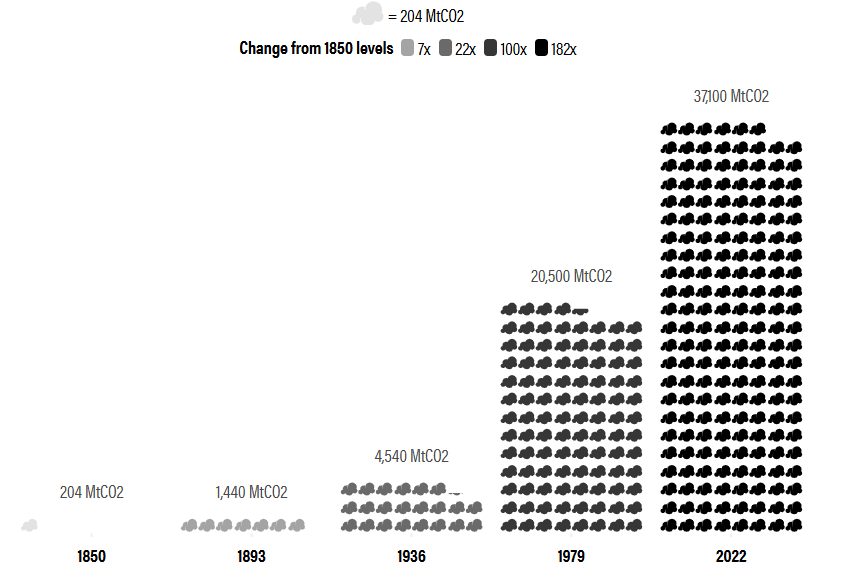 = 204 MtCO2
Change from 1850 levels 7x 22x 100x 182x
37,100 MtCO2
20,500 MtCO2
4,540 MtCO2
204 MtCO2 1,440 MtCO2
1850 1893 1936 1979 2022